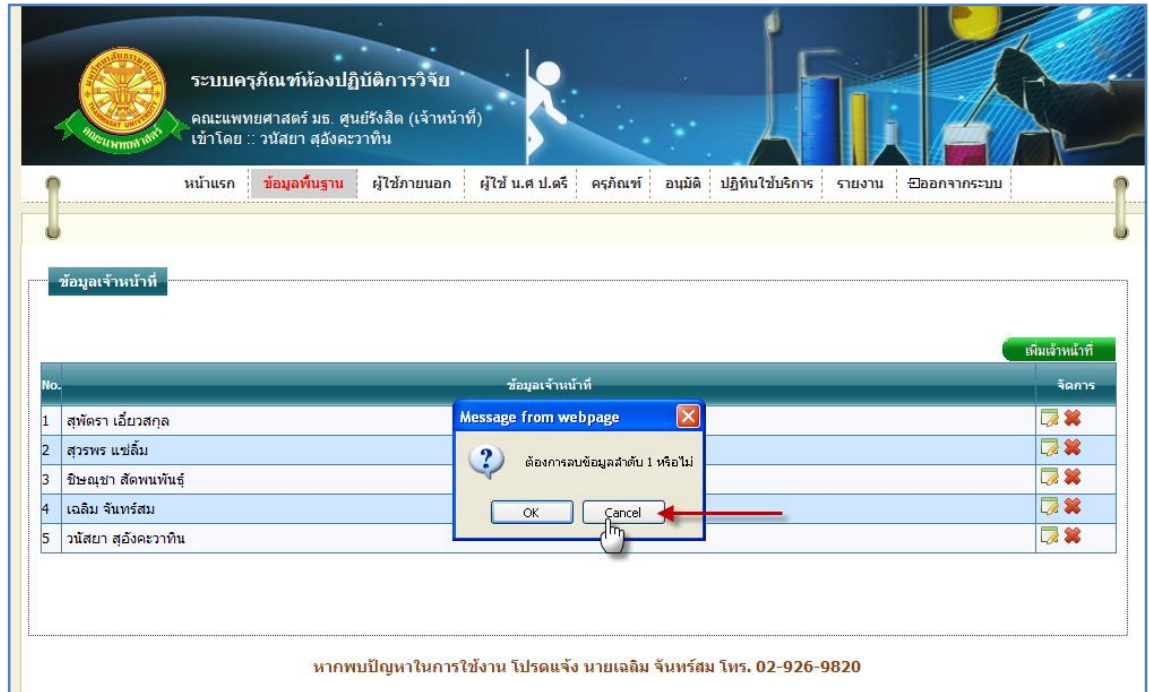 ระบบครุภัณฑ์ห้องปฏิบัติการวิจัย
คณะแพทยศาสตร์ มธ. ศูนย์รังสิต (เจ้าหน้าที่)
เข้าโดย :: วนัสยา สุอังคะวาทิน
คณะแพทยศาสตร์
หน้าแรก ข้อมูลพื้นฐาน ผู้ใช้ภายนอก ผู้ใช้ น.ศ ป.ตรี ครุภัณฑ์ อนุมัติ ปฏิทินใช้บริการ รายงาน ออกจากระบบ
ข้อมูลเจ้าหน้าที่
เพิ่มเจ้าหน้าที่
No. ข้อมูลเจ้าหน้าที่ จัดการ
1 สุพัตรา เอี่ยวสกุล
2 สุวรพร แซ่ลิ้ม
3 ชิษณุชา สัตพนพันธุ์
4 เฉลิม จันทร์สม
5 วนัสยา สุอังคะวาทิน
Message from webpage
ต้องการลบข้อมูลลำดับ 1 หรือไม่
OK Cancel
หากพบปัญหาในการใช้งาน โปรดแจ้ง นายเฉลิม จันทร์สม โทร. 02-926-9820